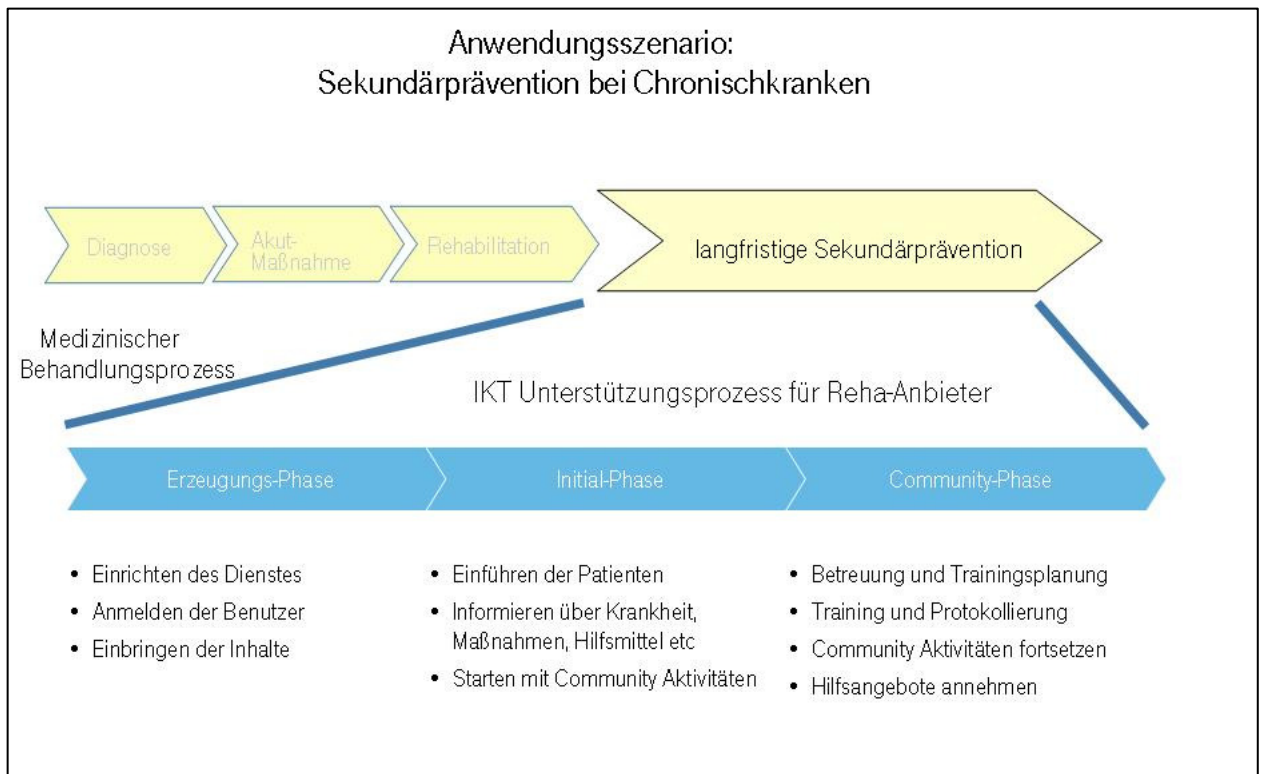 Anwendungsszenario:
Sekundärprävention bei Chronischkranken
Diagnose
Akut-
Maßnahme
Rehabilitation
langfristige Sekundärprävention
Medizinischer
Behandlungsprozess
IKT Unterstützungsprozess für Reha-Anbieter
Erzeugungs-Phase
Initial-Phase
Community-Phase
• Einrichten des Dienstes
• Anmelden der Benutzer
• Einbringen der Inhalte
• Einführen der Patienten
• Informieren über Krankheit,
Maßnahmen, Hilfsmittel etc
• Starten mit Community Aktivitäten
• Betreuung und Trainingsplanung
• Training und Protokollierung
• Community Aktivitäten fortsetzen
• Hilfsangebote annehmen